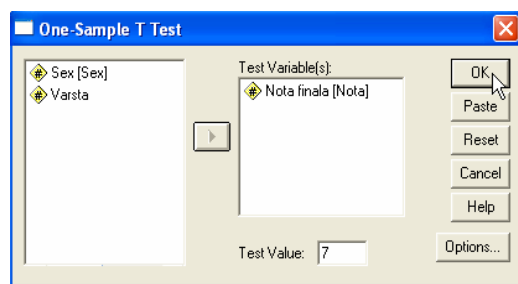 One-Sample T Test
Sex [Sex]
Varsta
Test Variable(s):
Nota finala [Nota]
Test Value: 7
OK
Paste
Reset
Cancel
Help
Options...